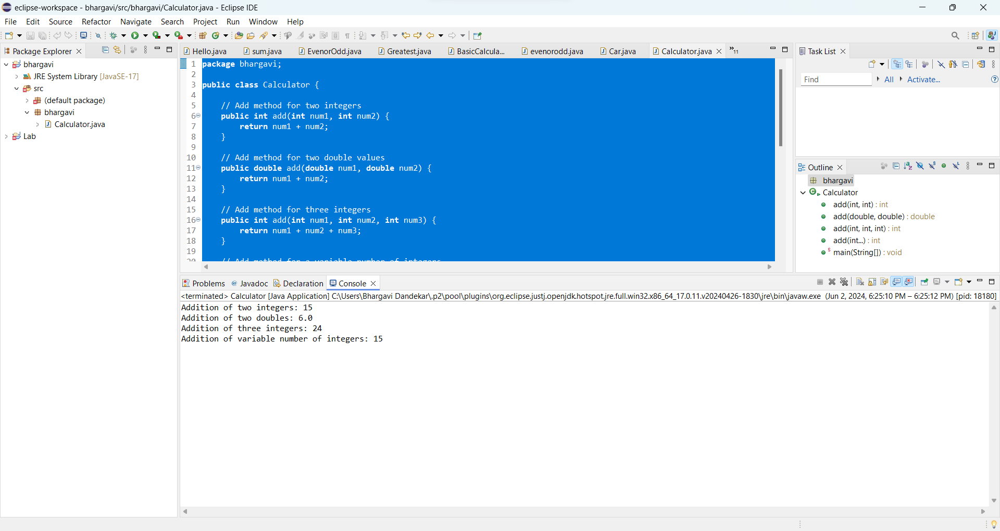 eclipse-workspace - bhargavi/src/bhargavi/Calculator.java - Eclipse IDE
File Edit Source Refactor Navigate Search Project Run Window Help
Package Explorer
bhargavi
JRE System Library [JavaSE-17]
src
(default package)
bhargavi
Calculator.java
Lab
Hello.java sum.java EvenorOdd.java Greatest.java BasicCalcula... evenorodd.java Car.java Calculator.java »11
1 package bhargavi;
2
3 public class Calculator {
4
5 // Add method for two integers
6 public int add(int num1, int num2) {
7 return num1 + num2;
8 }
9
10 // Add method for two double values
11 public double add(double num1, double num2) {
12 return num1 + num2;
13 }
14
15 // Add method for three integers
16 public int add(int num1, int num2, int num3) {
17 return num1 + num2 + num3;
18 }
19
20 // Add method for a variable number of integers
Task List
Find All Activate...
Outline
bhargavi
Calculator
add(int, int) : int
add(double, double) : double
add(int, int, int) : int
add(int...) : int
main(String[]) : void
Problems Javadoc Declaration Console
<terminated> Calculator [Java Application] C:\Users\Bhargavi Dandekar\.p2\pool\plugins\org.eclipse.justj.openjdk.hotspot.jre.full.win32.x86_64_17.0.11.v20240426-1830\jre\bin\javaw.exe (Jun 2, 2024, 6:25:10 PM – 6:25:12 PM) [pid: 18180]
Addition of two integers: 15
Addition of two doubles: 6.0
Addition of three integers: 24
Addition of variable number of integers: 15